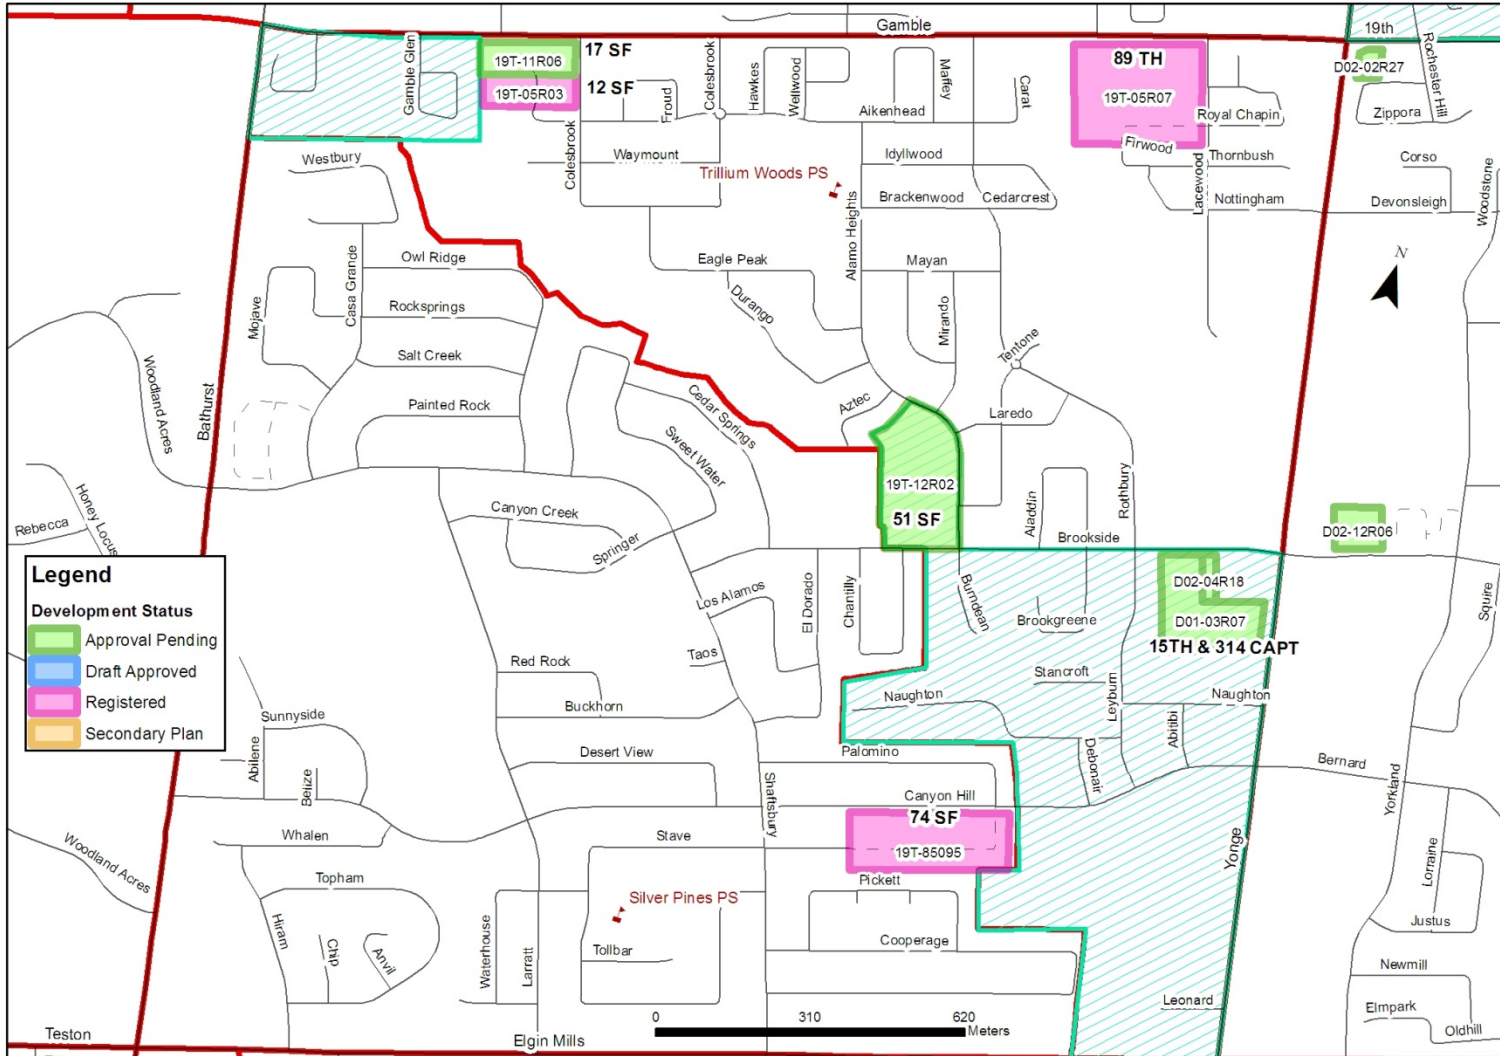 Gamble
19th
Gamble Glen
19T-11R06
17 SF
19T-05R03
12 SF
Froud
Colesbrook
Hawkes
Wellwood
Maffey
Carat
Aikenhead
89 TH
19T-05R07
Royal Chapin
Firwood
Thornbush
D02-02R27
Rochester Hill
Zippora
Corso
Westbury
Colesbrook
Waymount
Trillium Woods PS
Idyllwood
Brackenwood
Cedarcrest
Lacewood
Nottingham
Devonsleigh
Woodstone
Casa Grande
Owl Ridge
Eagle Peak
Alamo Heights
Mayan
N
Mojave
Rocksprings
Durango
Mirando
Tentone
Salt Creek
Woodland Acres
Bathurst
Painted Rock
Cedar Springs
Aztec
Laredo
Sweet Water
19T-12R02
51 SF
Aladdin
Rothbury
Brookside
D02-12R06
Honey Locus
Rebecca
Canyon Creek
Springer
Legend
Development Status
Approval Pending
Draft Approved
Registered
Secondary Plan
Los Alamos
El Dorado
Chantilly
Burndean
Brookgreene
D02-04R18
D01-03R07
15TH & 314 CAPT
Squire
Taos
Red Rock
Buckhorn
Stancroft
Naughton
Leyburn
Naughton
Abitibi
Sunnyside
Abilene
Belize
Desert View
Palomino
Debonair
Bernard
Yorkland
Shaftsbury
Canyon Hill
74 SF
19T-85095
Whalen
Stave
Yonge
Woodland Acres
Topham
Pickett
Lorraine
Silver Pines PS
Hiram
Chip
Anvil
Waterhouse
Larratt
Tollbar
Cooperage
Justus
Newmill
Leonard
Elmpark
Oldhill
0 310 620
Meters
Teston
Elgin Mills